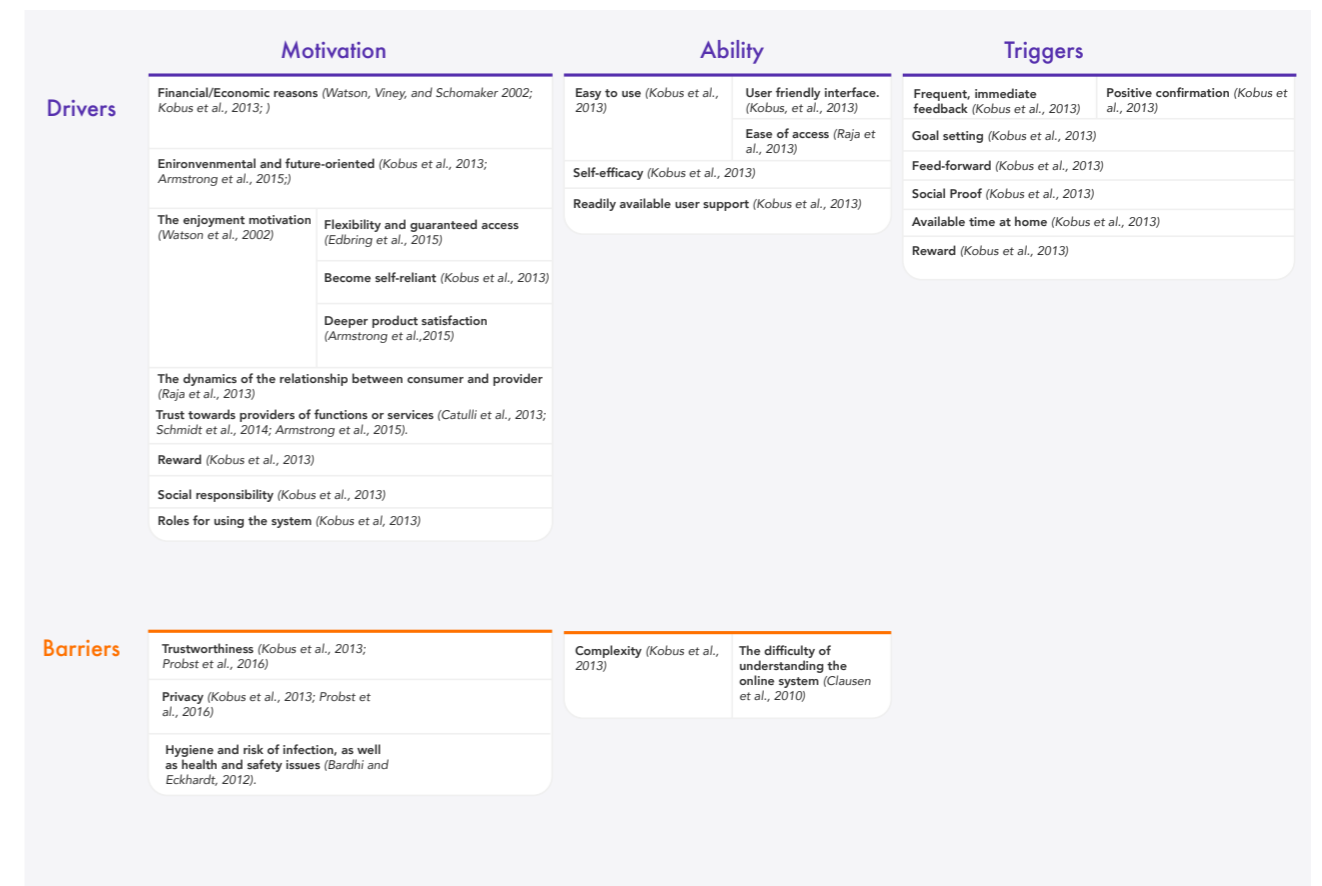 Motivation
Ability
Triggers
Drivers
Financial/Economic reasons (Watson, Viney, and Schomaker 2002;
Kobus et al., 2013; )
Enironvenmental and future-oriented (Kobus et al., 2013;
Armstrong et al., 2015;)
The enjoyment motivation
(Watson et al., 2002)
Flexibility and guaranteed access
(Edbring et al., 2015)
Become self-reliant (Kobus et al., 2013)
Deeper product satisfaction
(Armstrong et al.,2015)
The dynamics of the relationship between consumer and provider
(Raja et al., 2013)
Trust towards providers of functions or services (Catulli et al., 2013;
Schmidt et al., 2014; Armstrong et al., 2015).
Reward (Kobus et al., 2013)
Social responsibility (Kobus et al., 2013)
Roles for using the system (Kobus et al, 2013)
Easy to use (Kobus et al.,
2013)
User friendly interface.
(Kobus, et al., 2013)
Ease of access (Raja et
al., 2013)
Self-efficacy (Kobus et al., 2013)
Readily available user support (Kobus et al., 2013)
Frequent, immediate
feedback (Kobus et al., 2013)
Positive confirmation (Kobus et
al., 2013)
Goal setting (Kobus et al., 2013)
Feed-forward (Kobus et al., 2013)
Social Proof (Kobus et al., 2013)
Available time at home (Kobus et al., 2013)
Reward (Kobus et al., 2013)
Barriers
Trustworthiness (Kobus et al., 2013;
Probst et al., 2016)
Privacy (Kobus et al., 2013; Probst et
al., 2016)
Hygiene and risk of infection, as well
as health and safety issues (Bardhi and
Eckhardt, 2012).
Complexity (Kobus et al.,
2013)
The difficulty of
understanding the
online system (Clausen
et al., 2010)